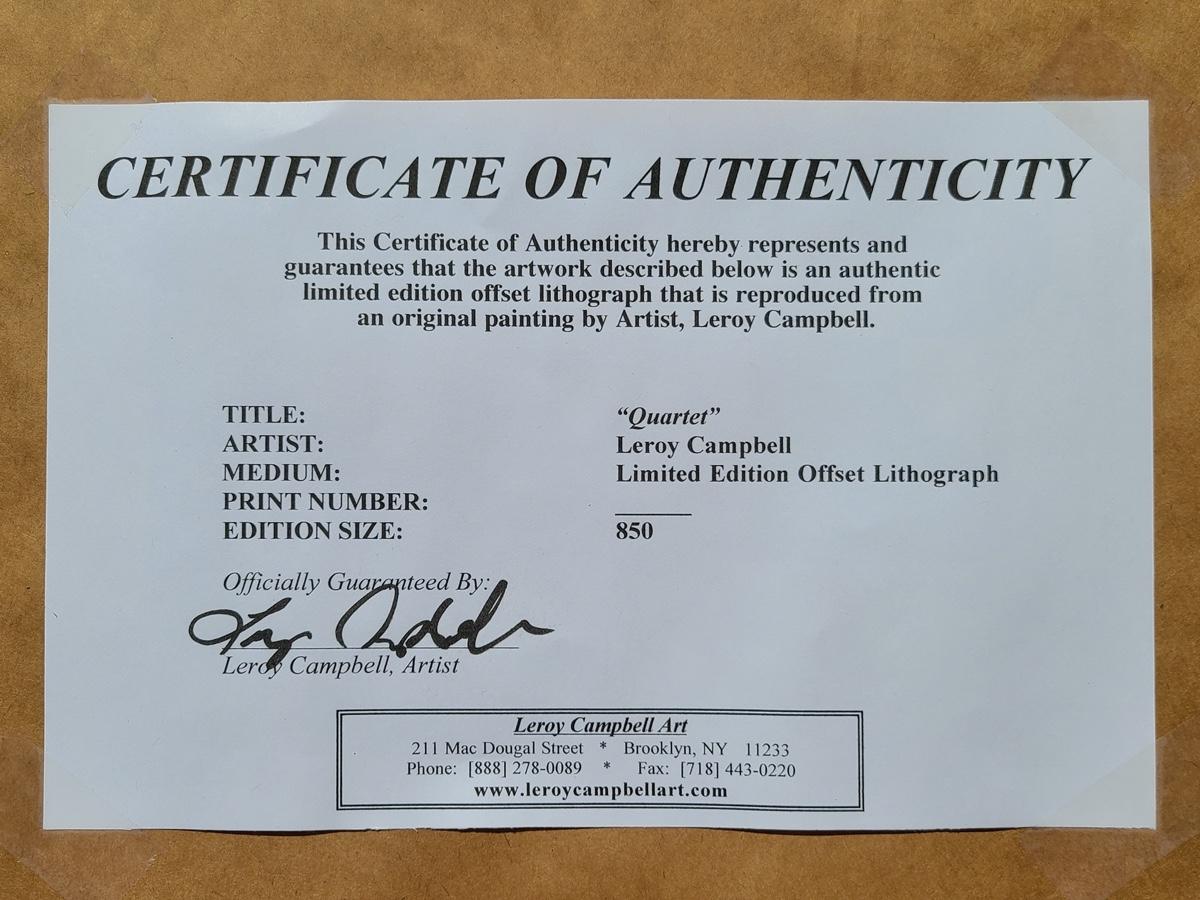 CERTIFICATE OF AUTHENTICITY
This Certificate of Authenticity hereby represents and
guarantees that the artwork described below is an authentic
limited edition offset lithograph that is reproduced from
an original painting by Artist, Leroy Campbell.
TITLE: “Quartet”
ARTIST: Leroy Campbell
MEDIUM: Limited Edition Offset Lithograph
PRINT NUMBER: ______
EDITION SIZE: 850
Officially Guaranteed By:
Leroy Campbell, Artist
Leroy Campbell Art
211 Mac Dougal Street * Brooklyn, NY 11233
Phone: [888] 278-0089 * Fax: [718] 443-0220
www.leroycampbellart.com